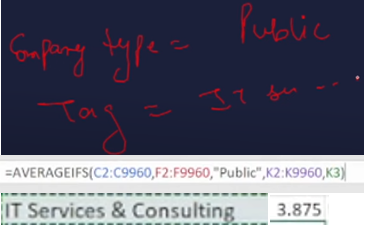 Company type = Public
Tag = IT su ...
=AVERAGEIFS(C2:C9960,F2:F9960,"Public",K2:K9960,K3)
IT Services & Consulting 3.875